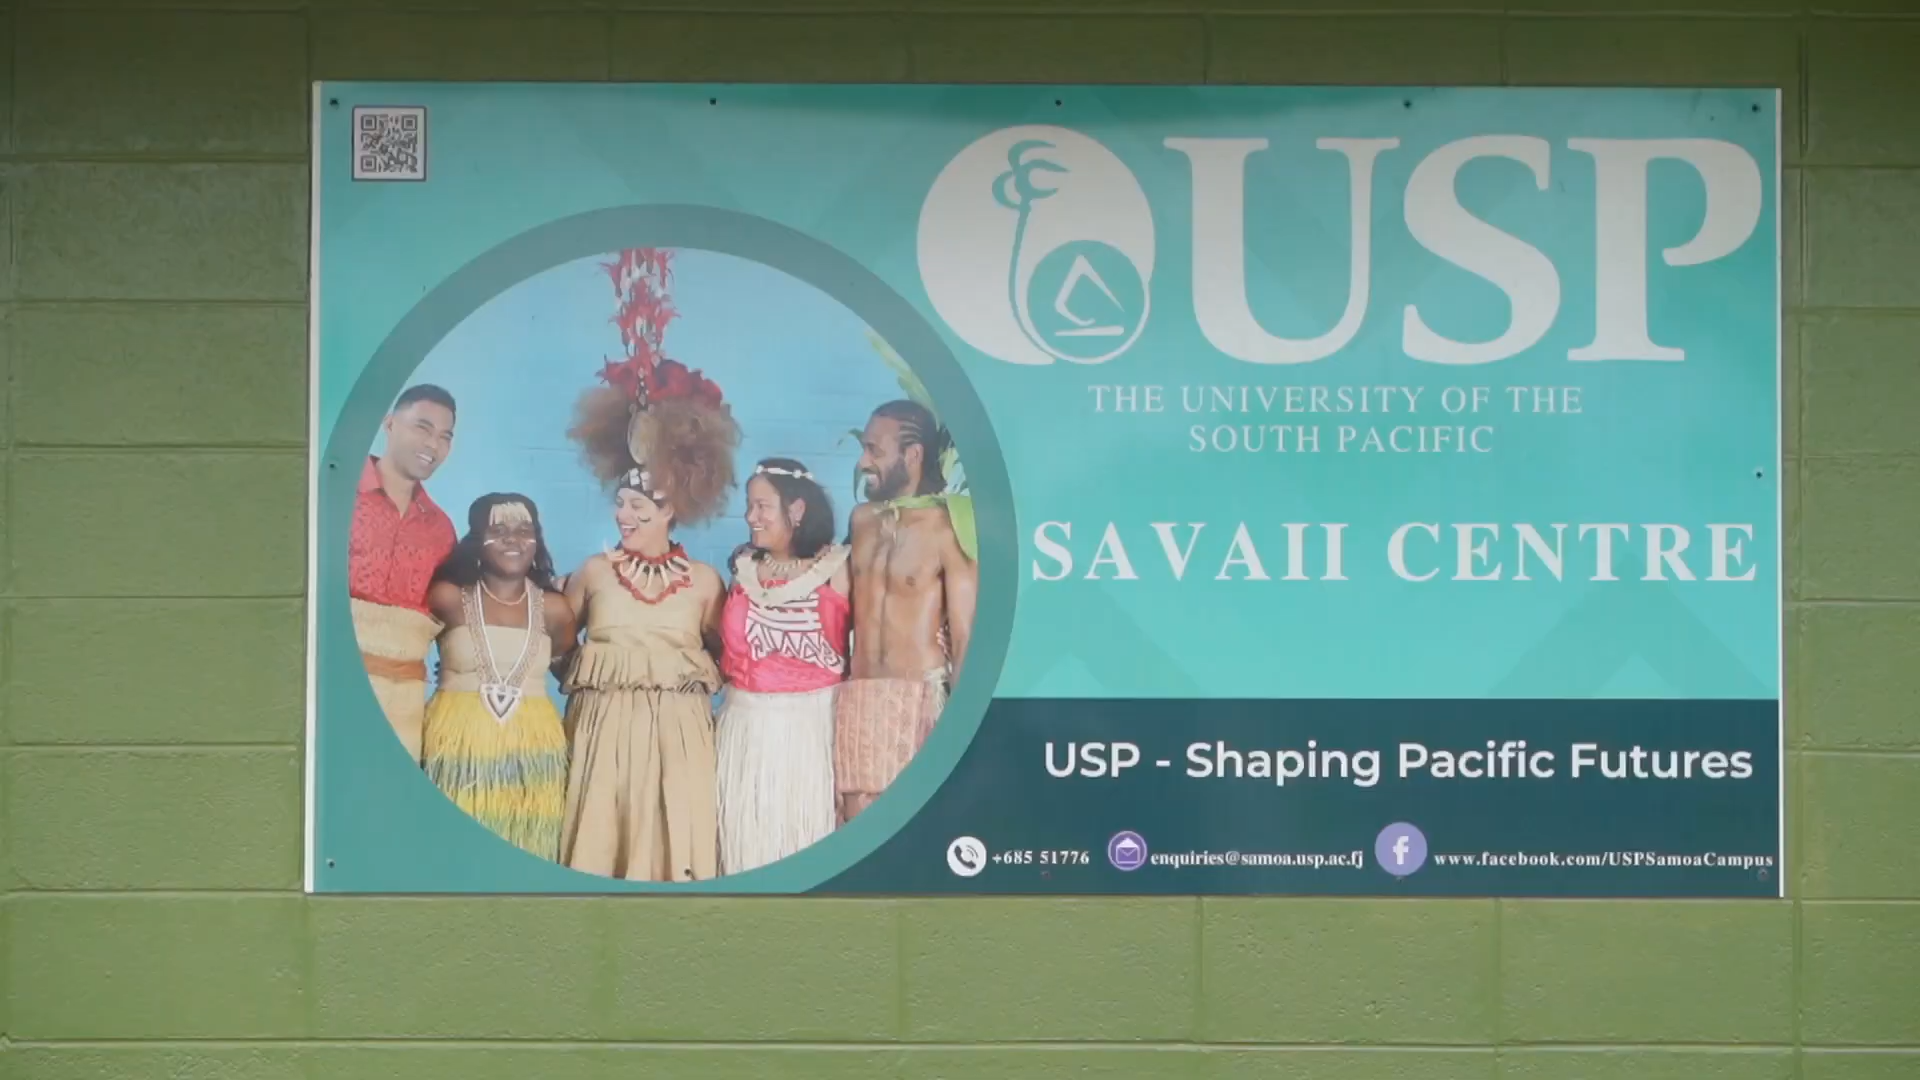 USP
THE UNIVERSITY OF THE
SOUTH PACIFIC
SAVAII CENTRE
USP - Shaping Pacific Futures
+685 51776 enquiries@samoa.usp.ac.fj f www.facebook.com/USPSamoaCampus